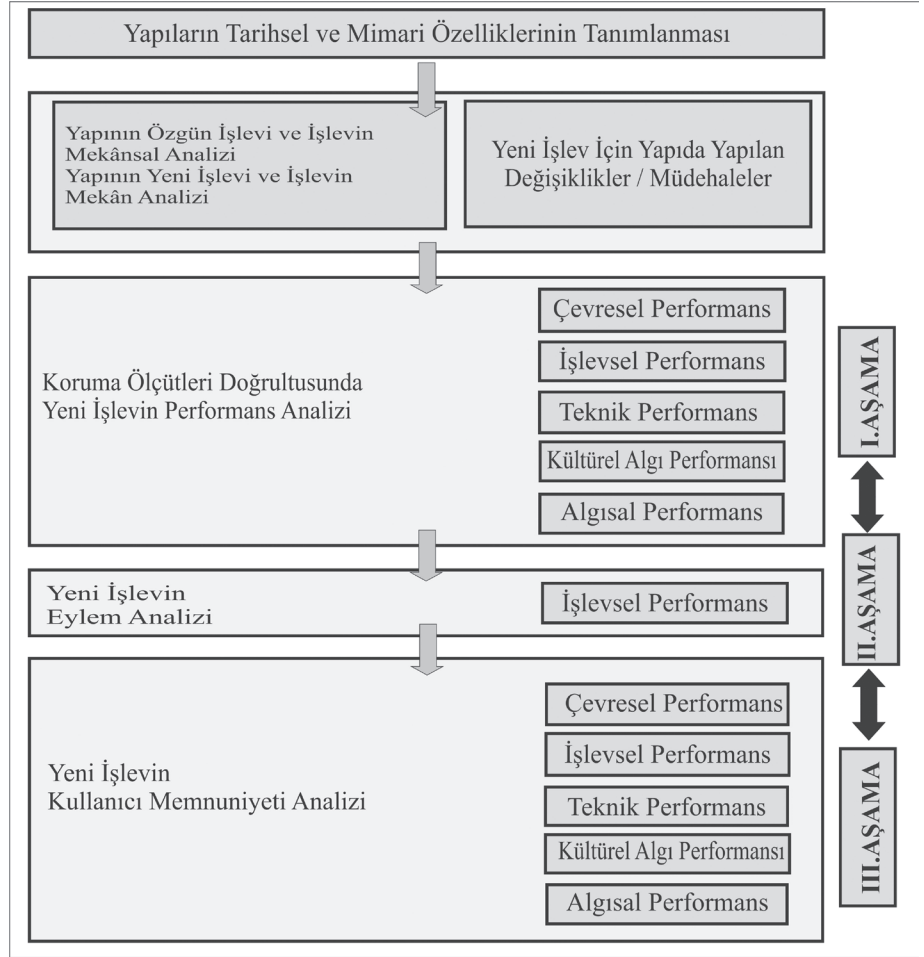 Yapıların Tarihsel ve Mimari Özelliklerinin Tanımlanması
Yapının Özgün İşlevi ve İşlevin
Mekânsal Analizi
Yapının Yeni İşlevi ve İşlevin
Mekân Analizi
Yeni İşlev İçin Yapıda Yapılan
Değişiklikler / Müdehaleler
Koruma Ölçütleri Doğrultusunda
Yeni İşlevin Performans Analizi
Çevresel Performans
İşlevsel Performans
Teknik Performans
Kültürel Algı Performansı
Algısal Performans
I.AŞAMA
Yeni İşlevin
Eylem Analizi
İşlevsel Performans
II.AŞAMA
Yeni İşlevin
Kullanıcı Memnuniyeti Analizi
Çevresel Performans
İşlevsel Performans
Teknik Performans
Kültürel Algı Performansı
Algısal Performans
III.AŞAMA